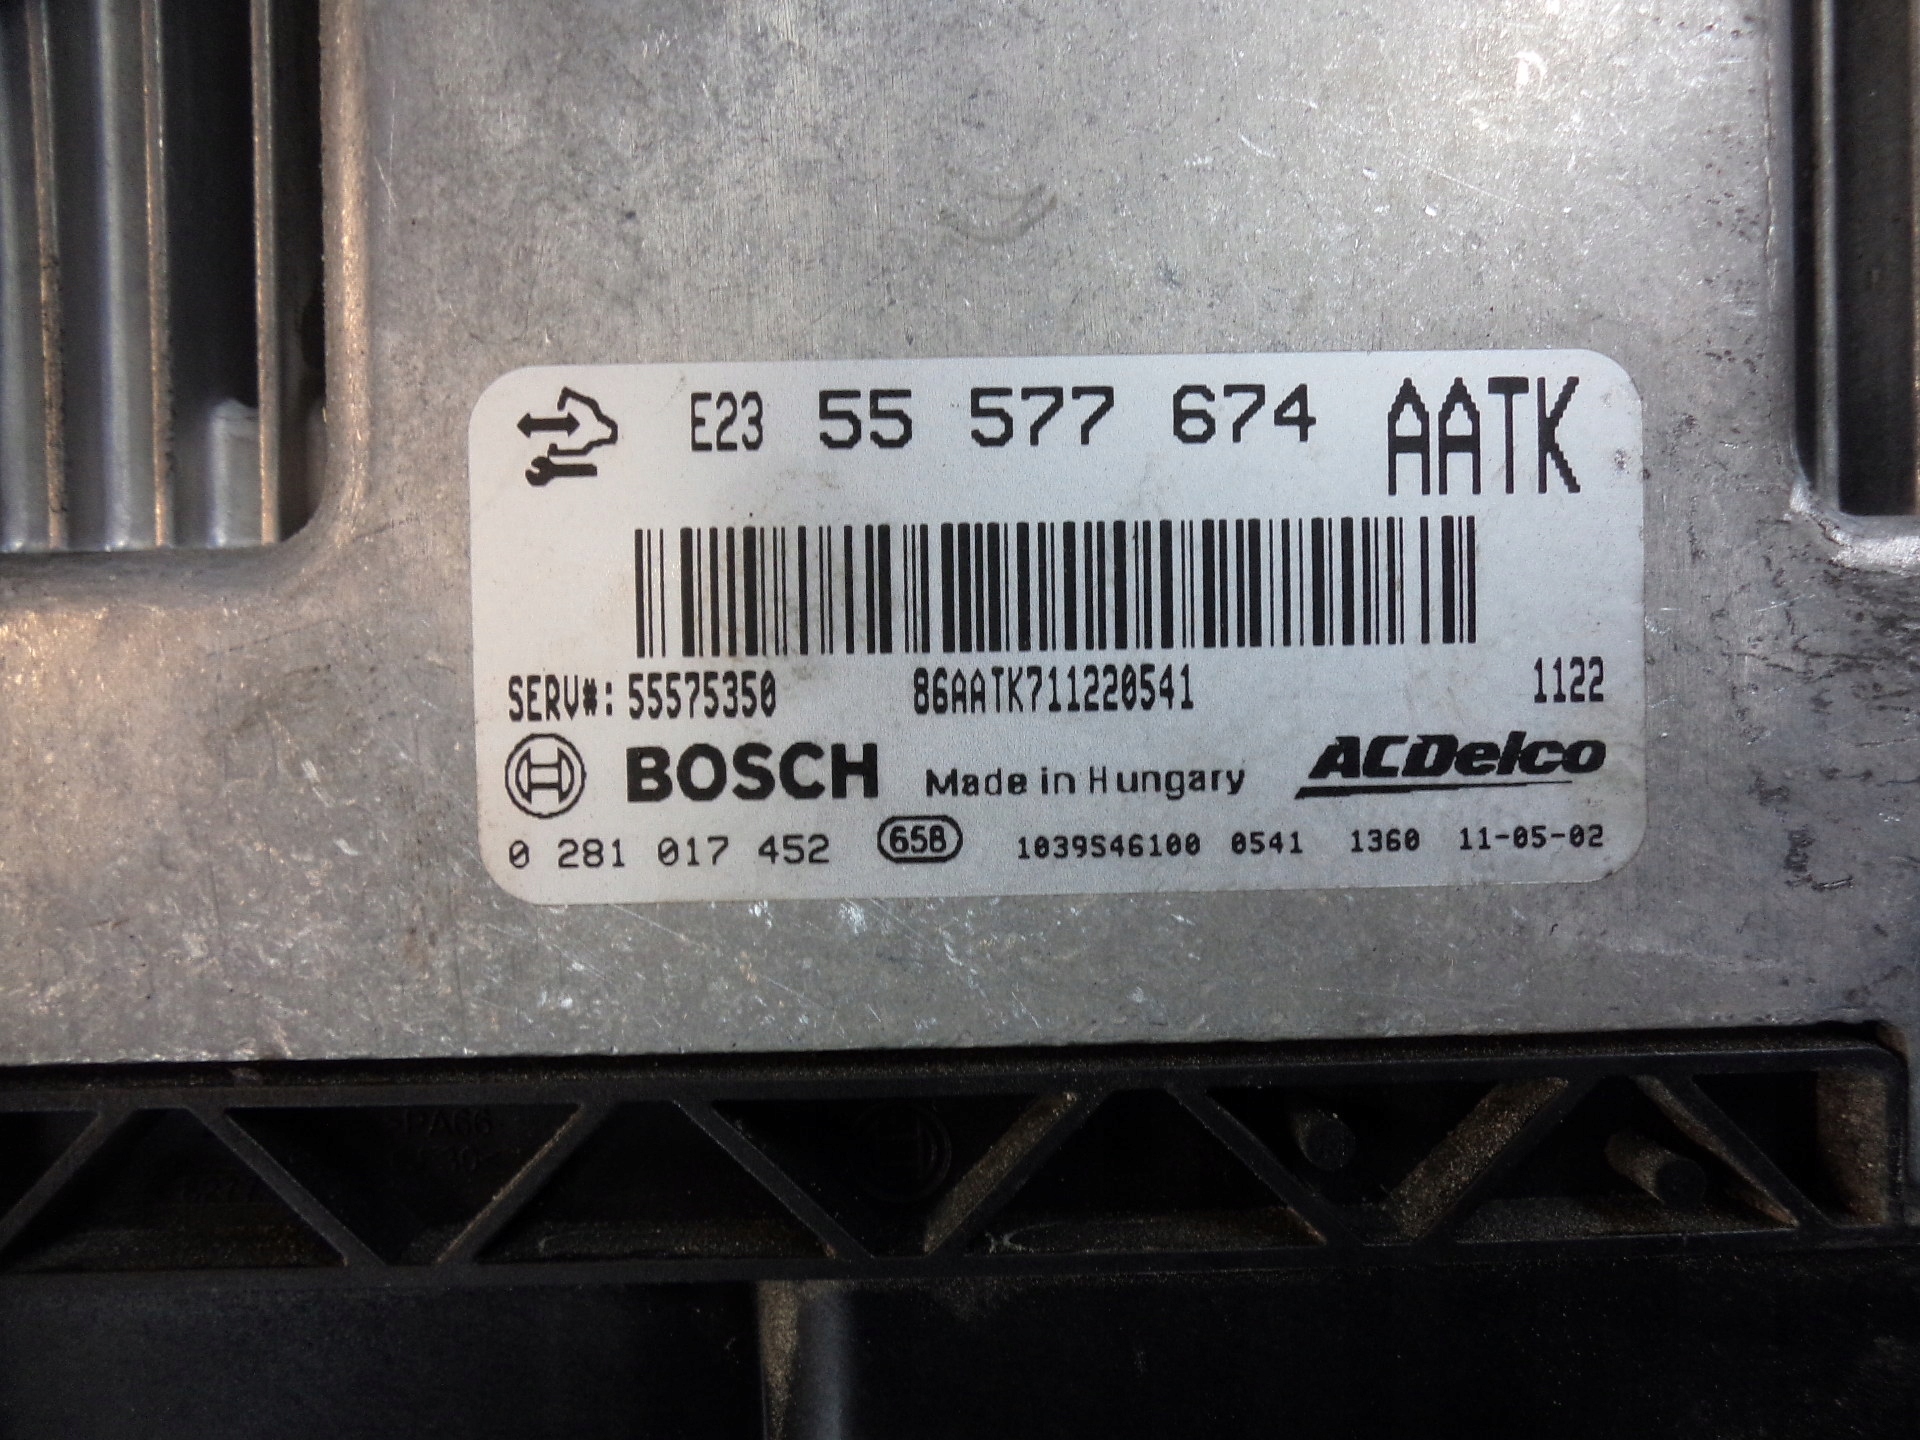 E23 55 577 674 AATK
SERV#: 55575350 86AATK711220541 1122
BOSCH Made in Hungary ACDelco
0 281 017 452 658 1039S46100 0541 1360 11-05-02
>PA66